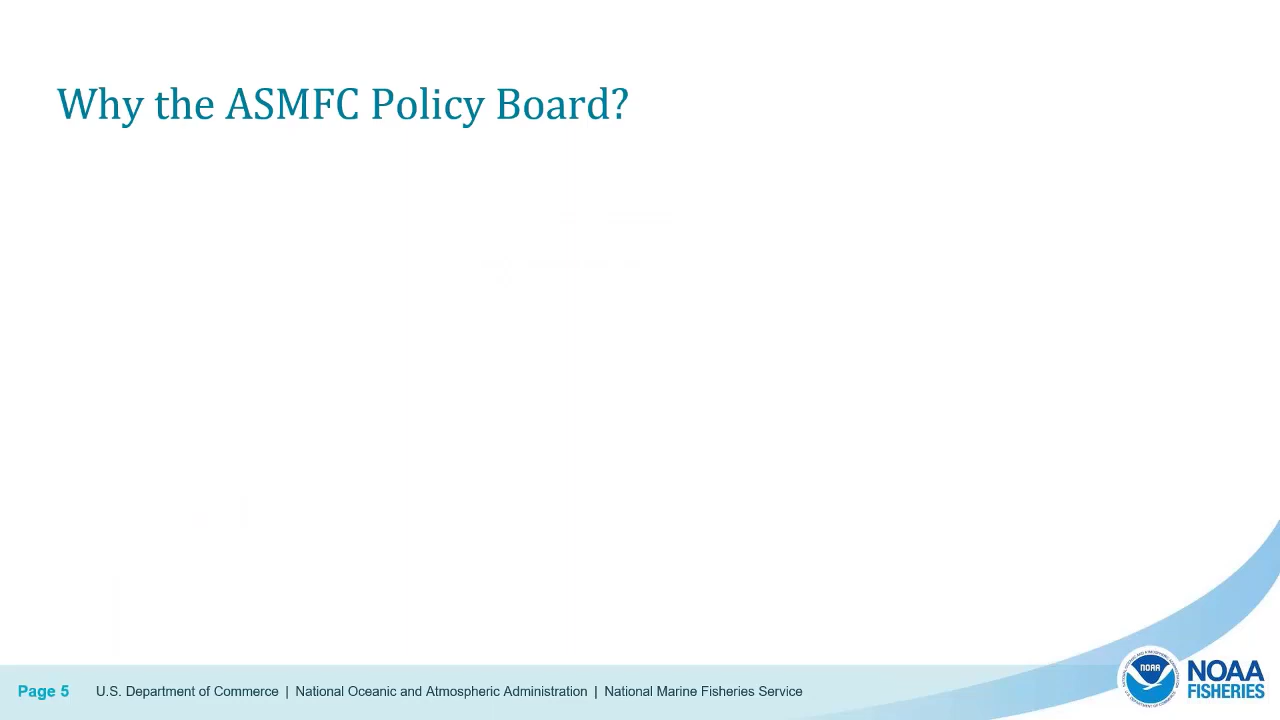 Why the ASMFC Policy Board?
Page 5 U.S. Department of Commerce | National Oceanic and Atmospheric Administration | National Marine Fisheries Service
NOAA
NOAA
FISHERIES